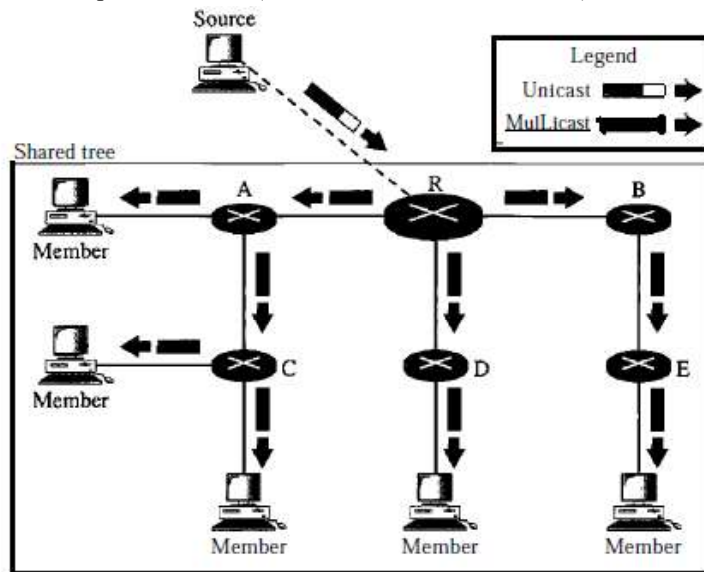 Source
Legend
Unicast
MulLicast
Shared tree
A
R
B
Member
Member
C
D
E
Member
Member
Member